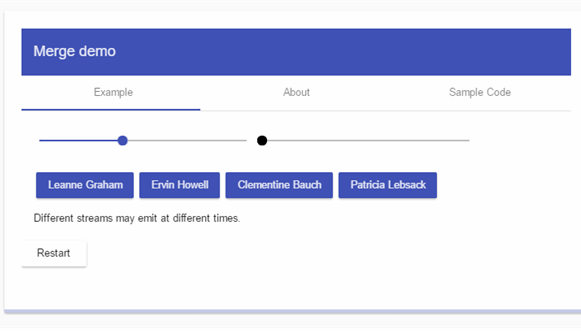 Merge demo
Example About Sample Code
Leanne Graham Ervin Howell Clementine Bauch Patricia Lebsack
Different streams may emit at different times.
Restart